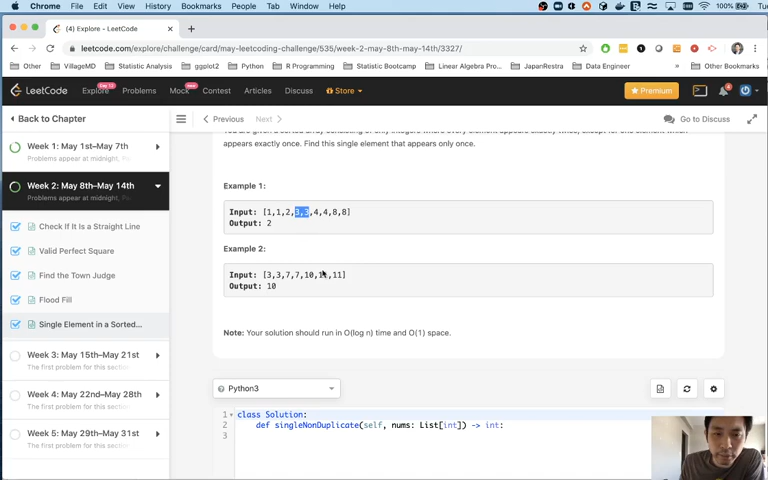 Chrome File Edit View History Bookmarks People Tab Window Help 100% Tue
(4) Explore - LeetCode
leetcode.com/explore/challenge/card/may-leetcoding-challenge/535/week-2-may-8th-may-14th/3327/
Other VillageMD Statistic Analysis ggplot2 Python R Programming Statistic Bootcamp Linear Algebra Pro... JapanRestra Data Engineer » Other Bookmarks
LeetCode Explore Problems Mock Contest Articles Discuss Store Premium
Back to Chapter
Previous Next Go to Discuss
appears exactly once. Find this single element that appears only once.
Week 1: May 1st–May 7th
Problems appear at midnight,
Week 2: May 8th–May 14th
Problems appear at midnight,
Check If It Is a Straight Line
Valid Perfect Square
Find the Town Judge
Flood Fill
Single Element in a Sorted...
Week 3: May 15th–May 21st
The first problem for this section
Week 4: May 22nd–May 28th
The first problem for this section
Week 5: May 29th–May 31st
The first problem for this section
Example 1:
Input: [1,1,2,3,3,4,4,8,8]
Output: 2
Example 2:
Input: [3,3,7,7,10,11,11]
Output: 10
Note: Your solution should run in O(log n) time and O(1) space.
Python3
1 class Solution:
2 def singleNonDuplicate(self, nums: List[int]) -> int:
3